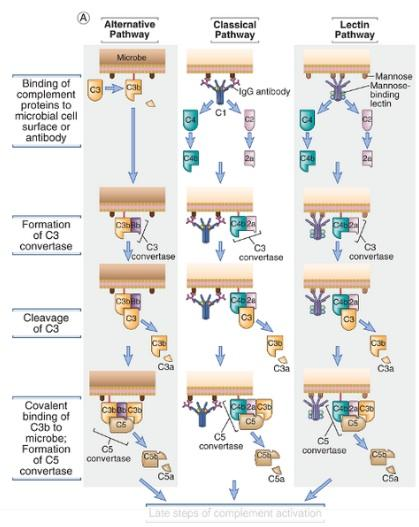 A
Alternative
Pathway
Classical
Pathway
Lectin
Pathway
Binding of
complement
proteins to
microbial cell
surface or
antibody
Microbe
C3
C3b
IgG antibody
C1
C4
C2
C4b
2a
Mannose
Mannose-
binding
lectin
C4
C2
C4b
2a
Formation
of C3
convertase
C3bBb
C3
convertase
C4b2a
C3
convertase
C4b2a
C3
convertase
Cleavage
of C3
C3bBb
C3
C3b
C3a
C4b2a
C3
C3b
C3a
C4b2a
C3
C3b
C3a
Covalent
binding of
C3b to
microbe;
Formation
of C5
convertase
C3bBbC3b
C5
C5
convertase
C5b
C5a
C4b2aC3b
C5
C5
convertase
C5b
C5a
C4b2aC3b
C5
C5
convertase
C5b
C5a
Late steps of complement activation